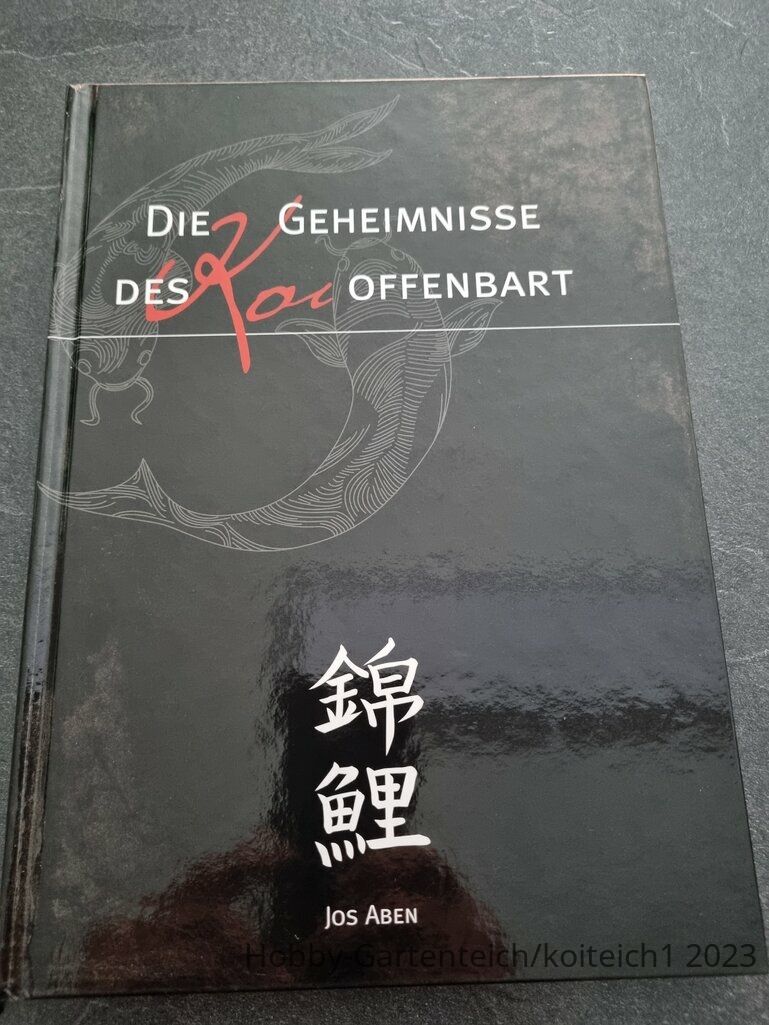 Die Geheimnisse
des Koi offenbart
錦
鯉
Jos Aben
Hobby-Gartenteich/koiteich1 2023